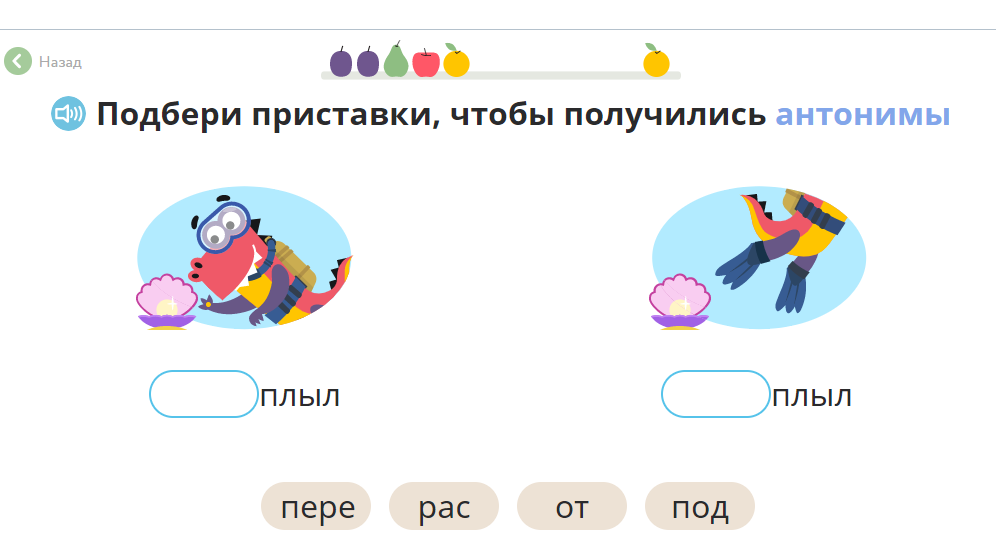 Назад
Подбери приставки, чтобы получились антонимы
плыл плыл
пере рас от под